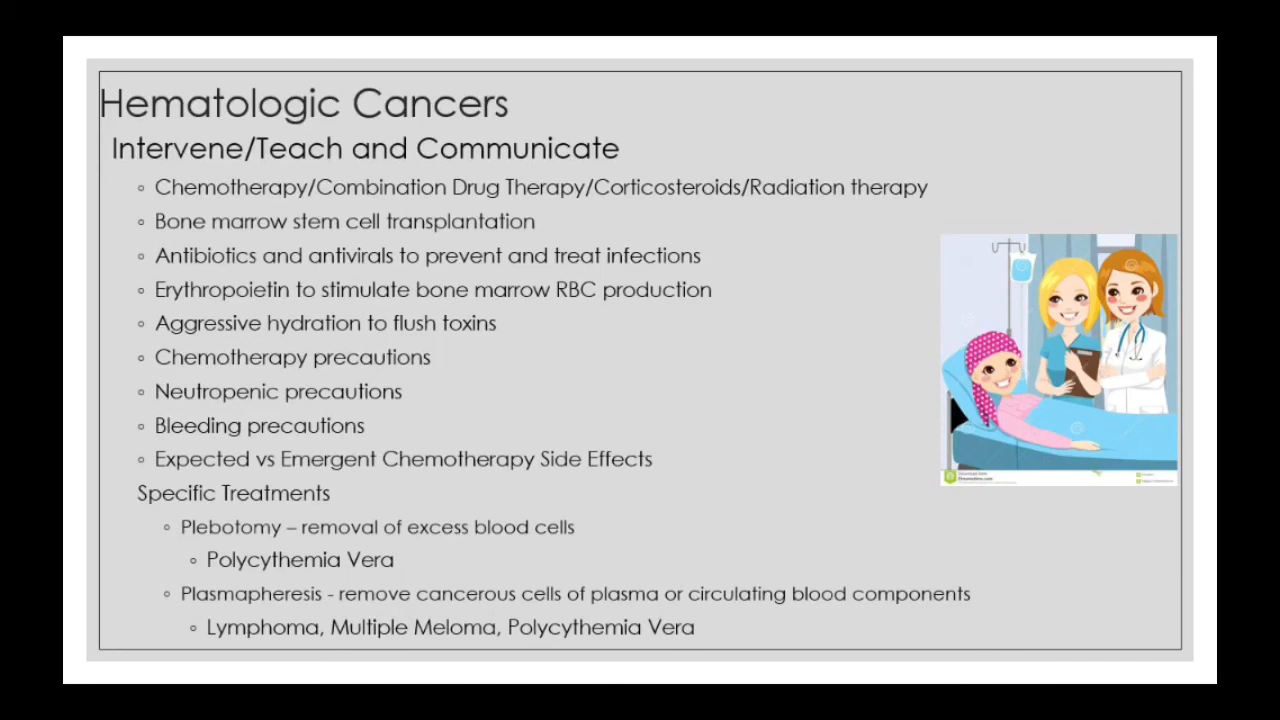 Hematologic Cancers
Intervene/Teach and Communicate
◦ Chemotherapy/Combination Drug Therapy/Corticosteroids/Radiation therapy
◦ Bone marrow stem cell transplantation
◦ Antibiotics and antivirals to prevent and treat infections
◦ Erythropoietin to stimulate bone marrow RBC production
◦ Aggressive hydration to flush toxins
◦ Chemotherapy precautions
◦ Neutropenic precautions
◦ Bleeding precautions
◦ Expected vs Emergent Chemotherapy Side Effects
Specific Treatments
◦ Plebotomy – removal of excess blood cells
◦ Polycythemia Vera
◦ Plasmapheresis - remove cancerous cells of plasma or circulating blood components
◦ Lymphoma, Multiple Meloma, Polycythemia Vera